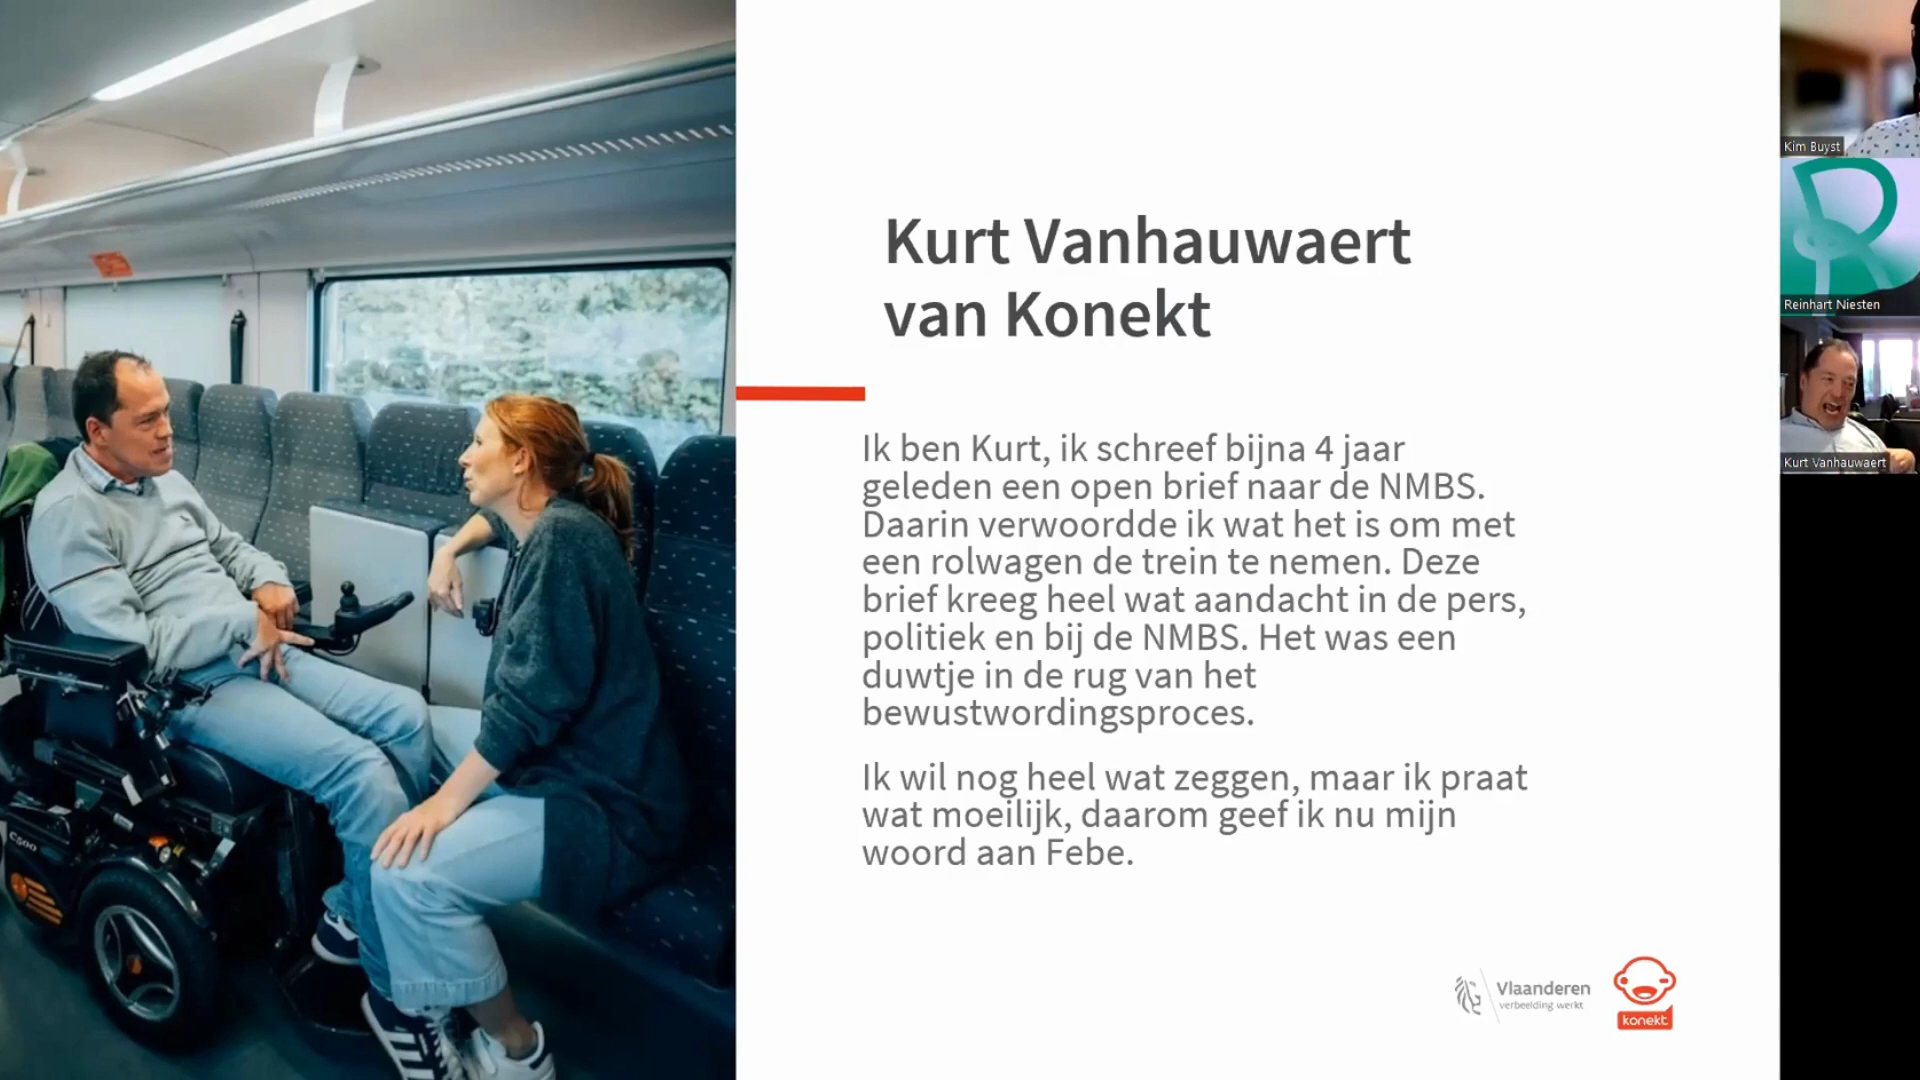 Kurt Vanhauwaert
van Konekt
Ik ben Kurt, ik schreef bijna 4 jaar
geleden een open brief naar de NMBS.
Daarin verwoordde ik wat het is om met
een rolwagen de trein te nemen. Deze
brief kreeg heel wat aandacht in de pers,
politiek en bij de NMBS. Het was een
duwtje in de rug van het
bewustwordingsproces.
Ik wil nog heel wat zeggen, maar ik praat
wat moeilijk, daarom geef ik nu mijn
woord aan Febe.
Vlaanderen
verbeelding werkt
konekt
Kim Buyst
Reinhart Niesten
Kurt Vanhauwaert
C500